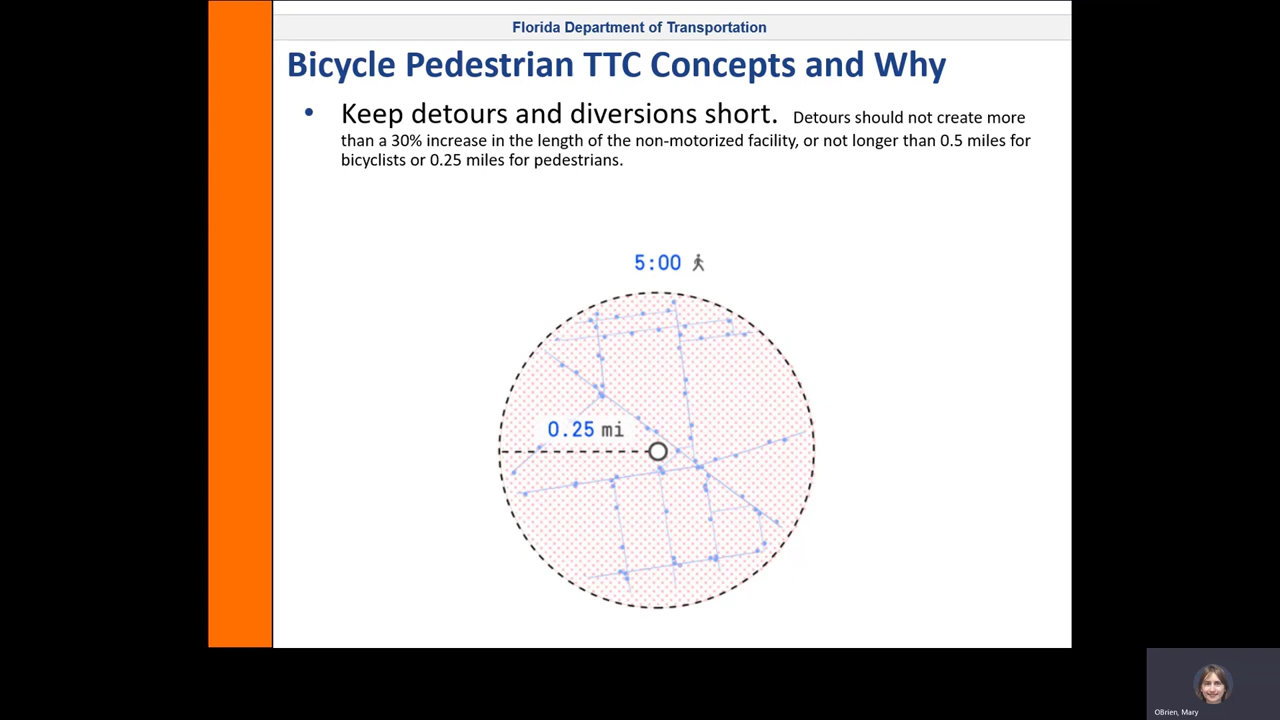 Florida Department of Transportation
Bicycle Pedestrian TTC Concepts and Why
• Keep detours and diversions short. Detours should not create more
than a 30% increase in the length of the non-motorized facility, or not longer than 0.5 miles for
bicyclists or 0.25 miles for pedestrians.
5:00
0.25 mi
OBrien, Mary